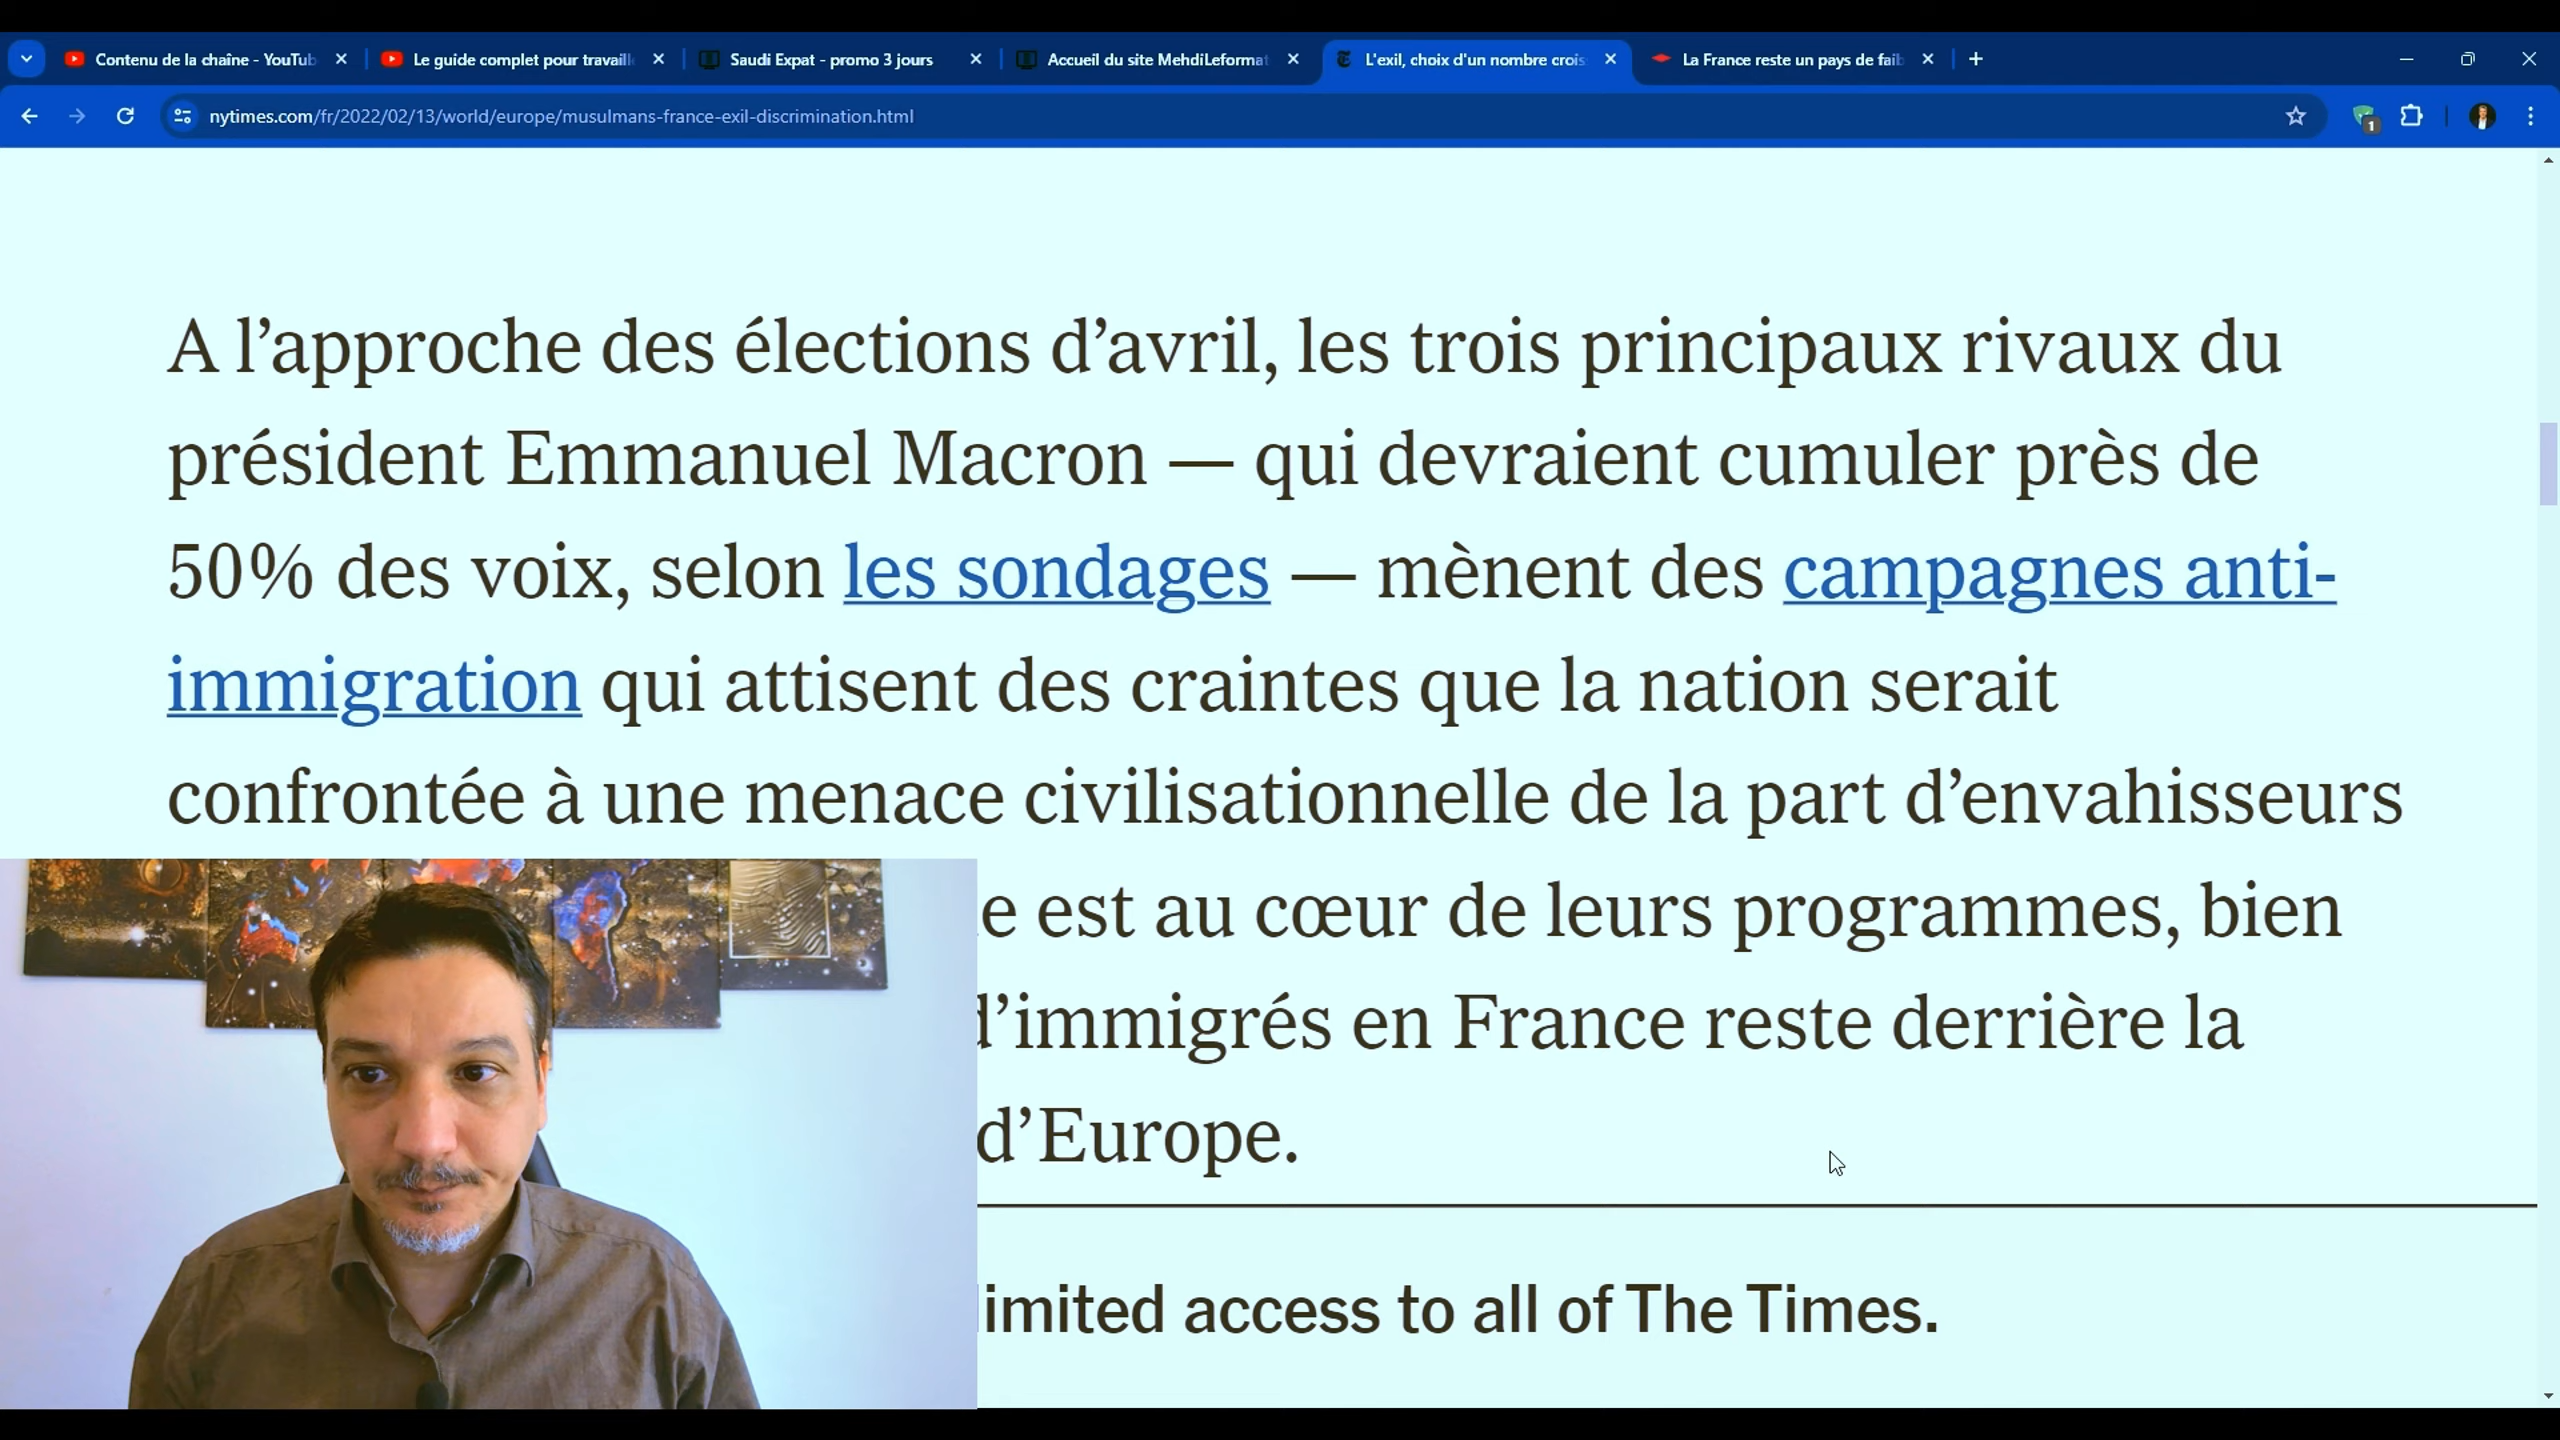 Contenu de la chaîne - YouTub
Le guide complet pour travaill
Saudi Expat - promo 3 jours
Accueil du site MehdiLeformat
L'exil, choix d'un nombre crois
La France reste un pays de faib
nytimes.com/fr/2022/02/13/world/europe/musulmans-france-exil-discrimination.html
1
A l’approche des élections d’avril, les trois principaux rivaux du
président Emmanuel Macron — qui devraient cumuler près de
50% des voix, selon les sondages — mènent des campagnes anti-
immigration qui attisent des craintes que la nation serait
confrontée à une menace civilisationnelle de la part d’envahisseurs
e est au cœur de leurs programmes, bien
d’immigrés en France reste derrière la
d’Europe.
limited access to all of The Times.